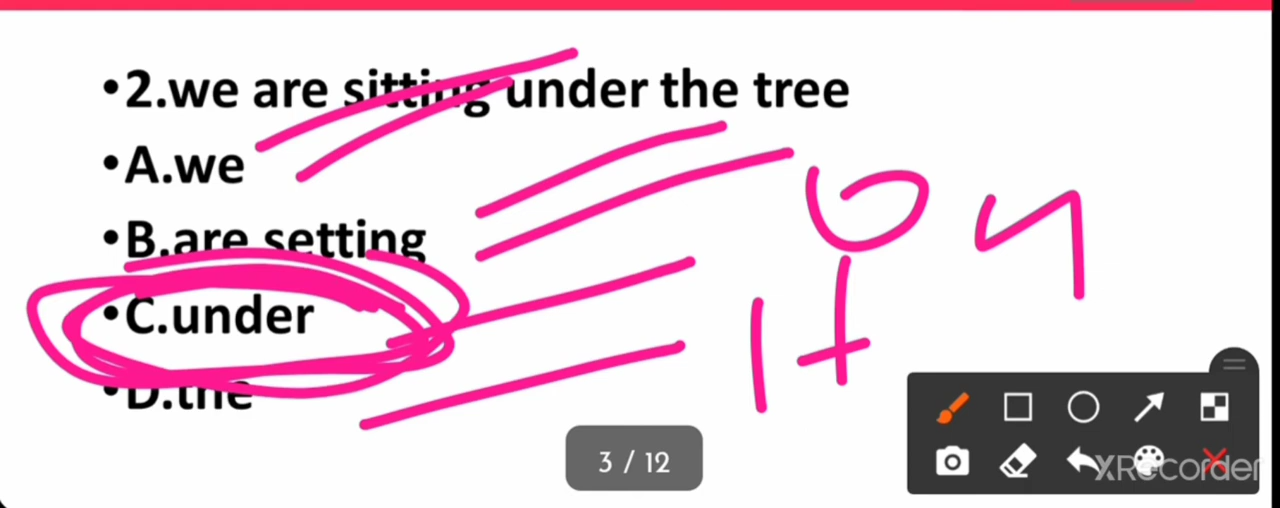 •2.we are sitting under the tree
•A.we
•B.are setting
•C.under
•D.the
3 / 12
XRecorder